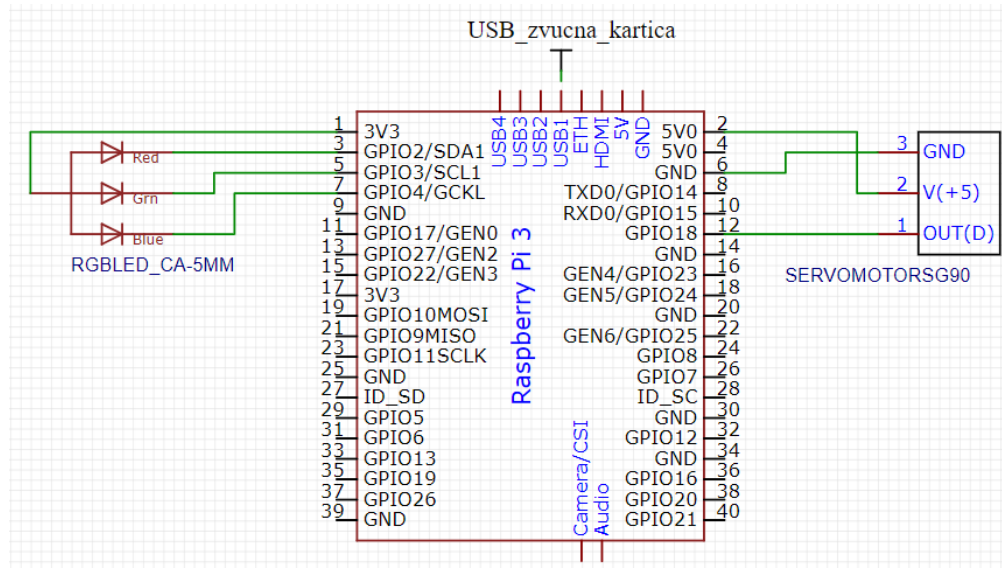 USB_zvucna_kartica
USB4
USB3
USB2
USB1
ETH
HDMI
5V
GND
1 3V3
3 GPIO2/SDA1
5 GPIO3/SCL1
7 GPIO4/GCKL
9 GND
11 GPIO17/GEN0
13 GPIO27/GEN2
15 GPIO22/GEN3
17 3V3
19 GPIO10MOSI
21 GPIO9MISO
23 GPIO11SCLK
25 GND
27 ID_SD
29 GPIO5
31 GPIO6
33 GPIO13
35 GPIO19
37 GPIO26
39 GND
Raspberry Pi 3
5V0 2
5V0 4
GND 6
TXD0/GPIO14 8
RXD0/GPIO15 10
GPIO18 12
GND 14
GEN4/GPIO23 16
GEN5/GPIO24 18
GND 20
GEN6/GPIO25 22
GPIO8 24
GPIO7 26
ID_SC 28
GND 30
GPIO12 32
GND 34
GPIO16 36
GPIO20 38
GPIO21 40
Camera/CSI
Audio
Red
Grn
Blue
RGBLED_CA-5MM
3 GND
2 V(+5)
1 OUT(D)
SERVOMOTORSG90